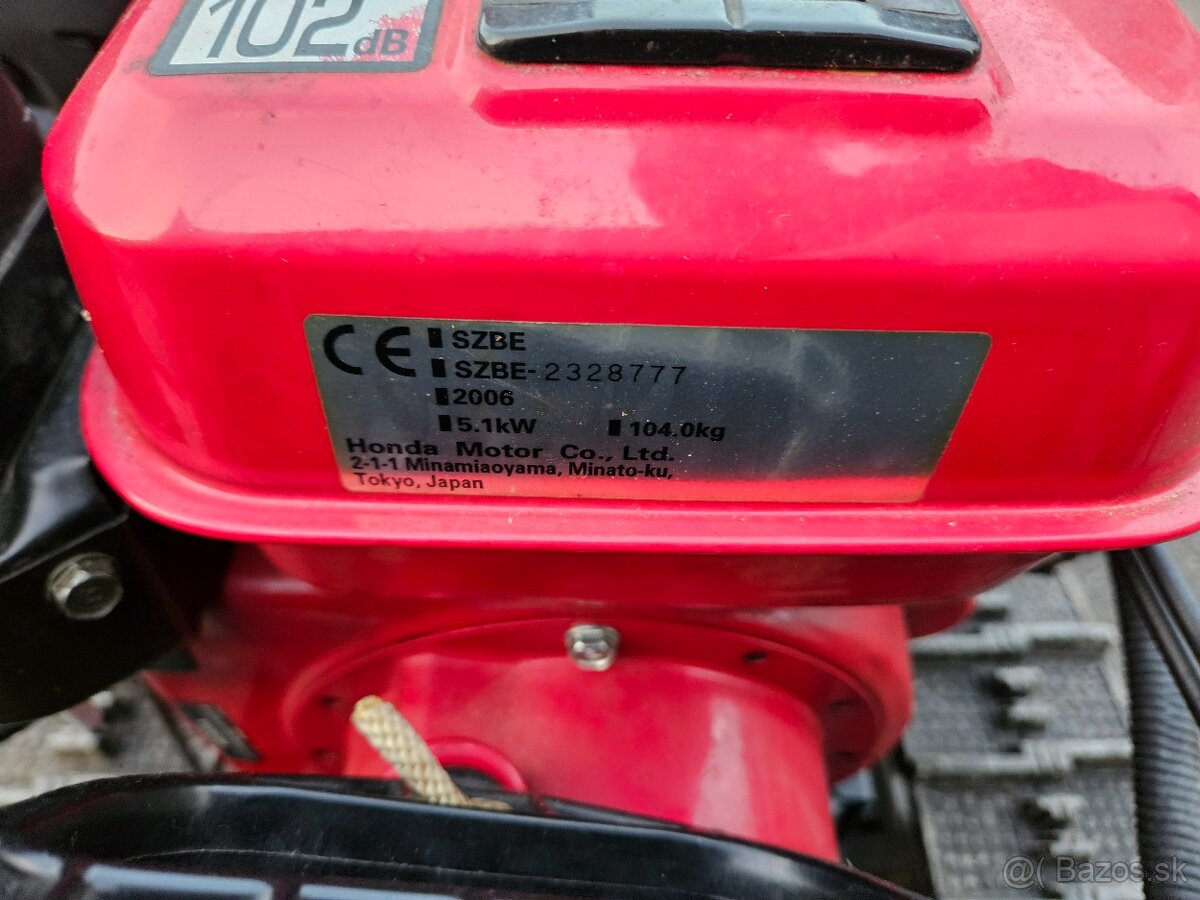 102 dB
CE SZBE
SZBE-2328777
2006
5.1kW 104.0kg
Honda Motor Co., Ltd.
2-1-1 Minamiaoyama, Minato-ku,
Tokyo, Japan
@( Bazos.sk